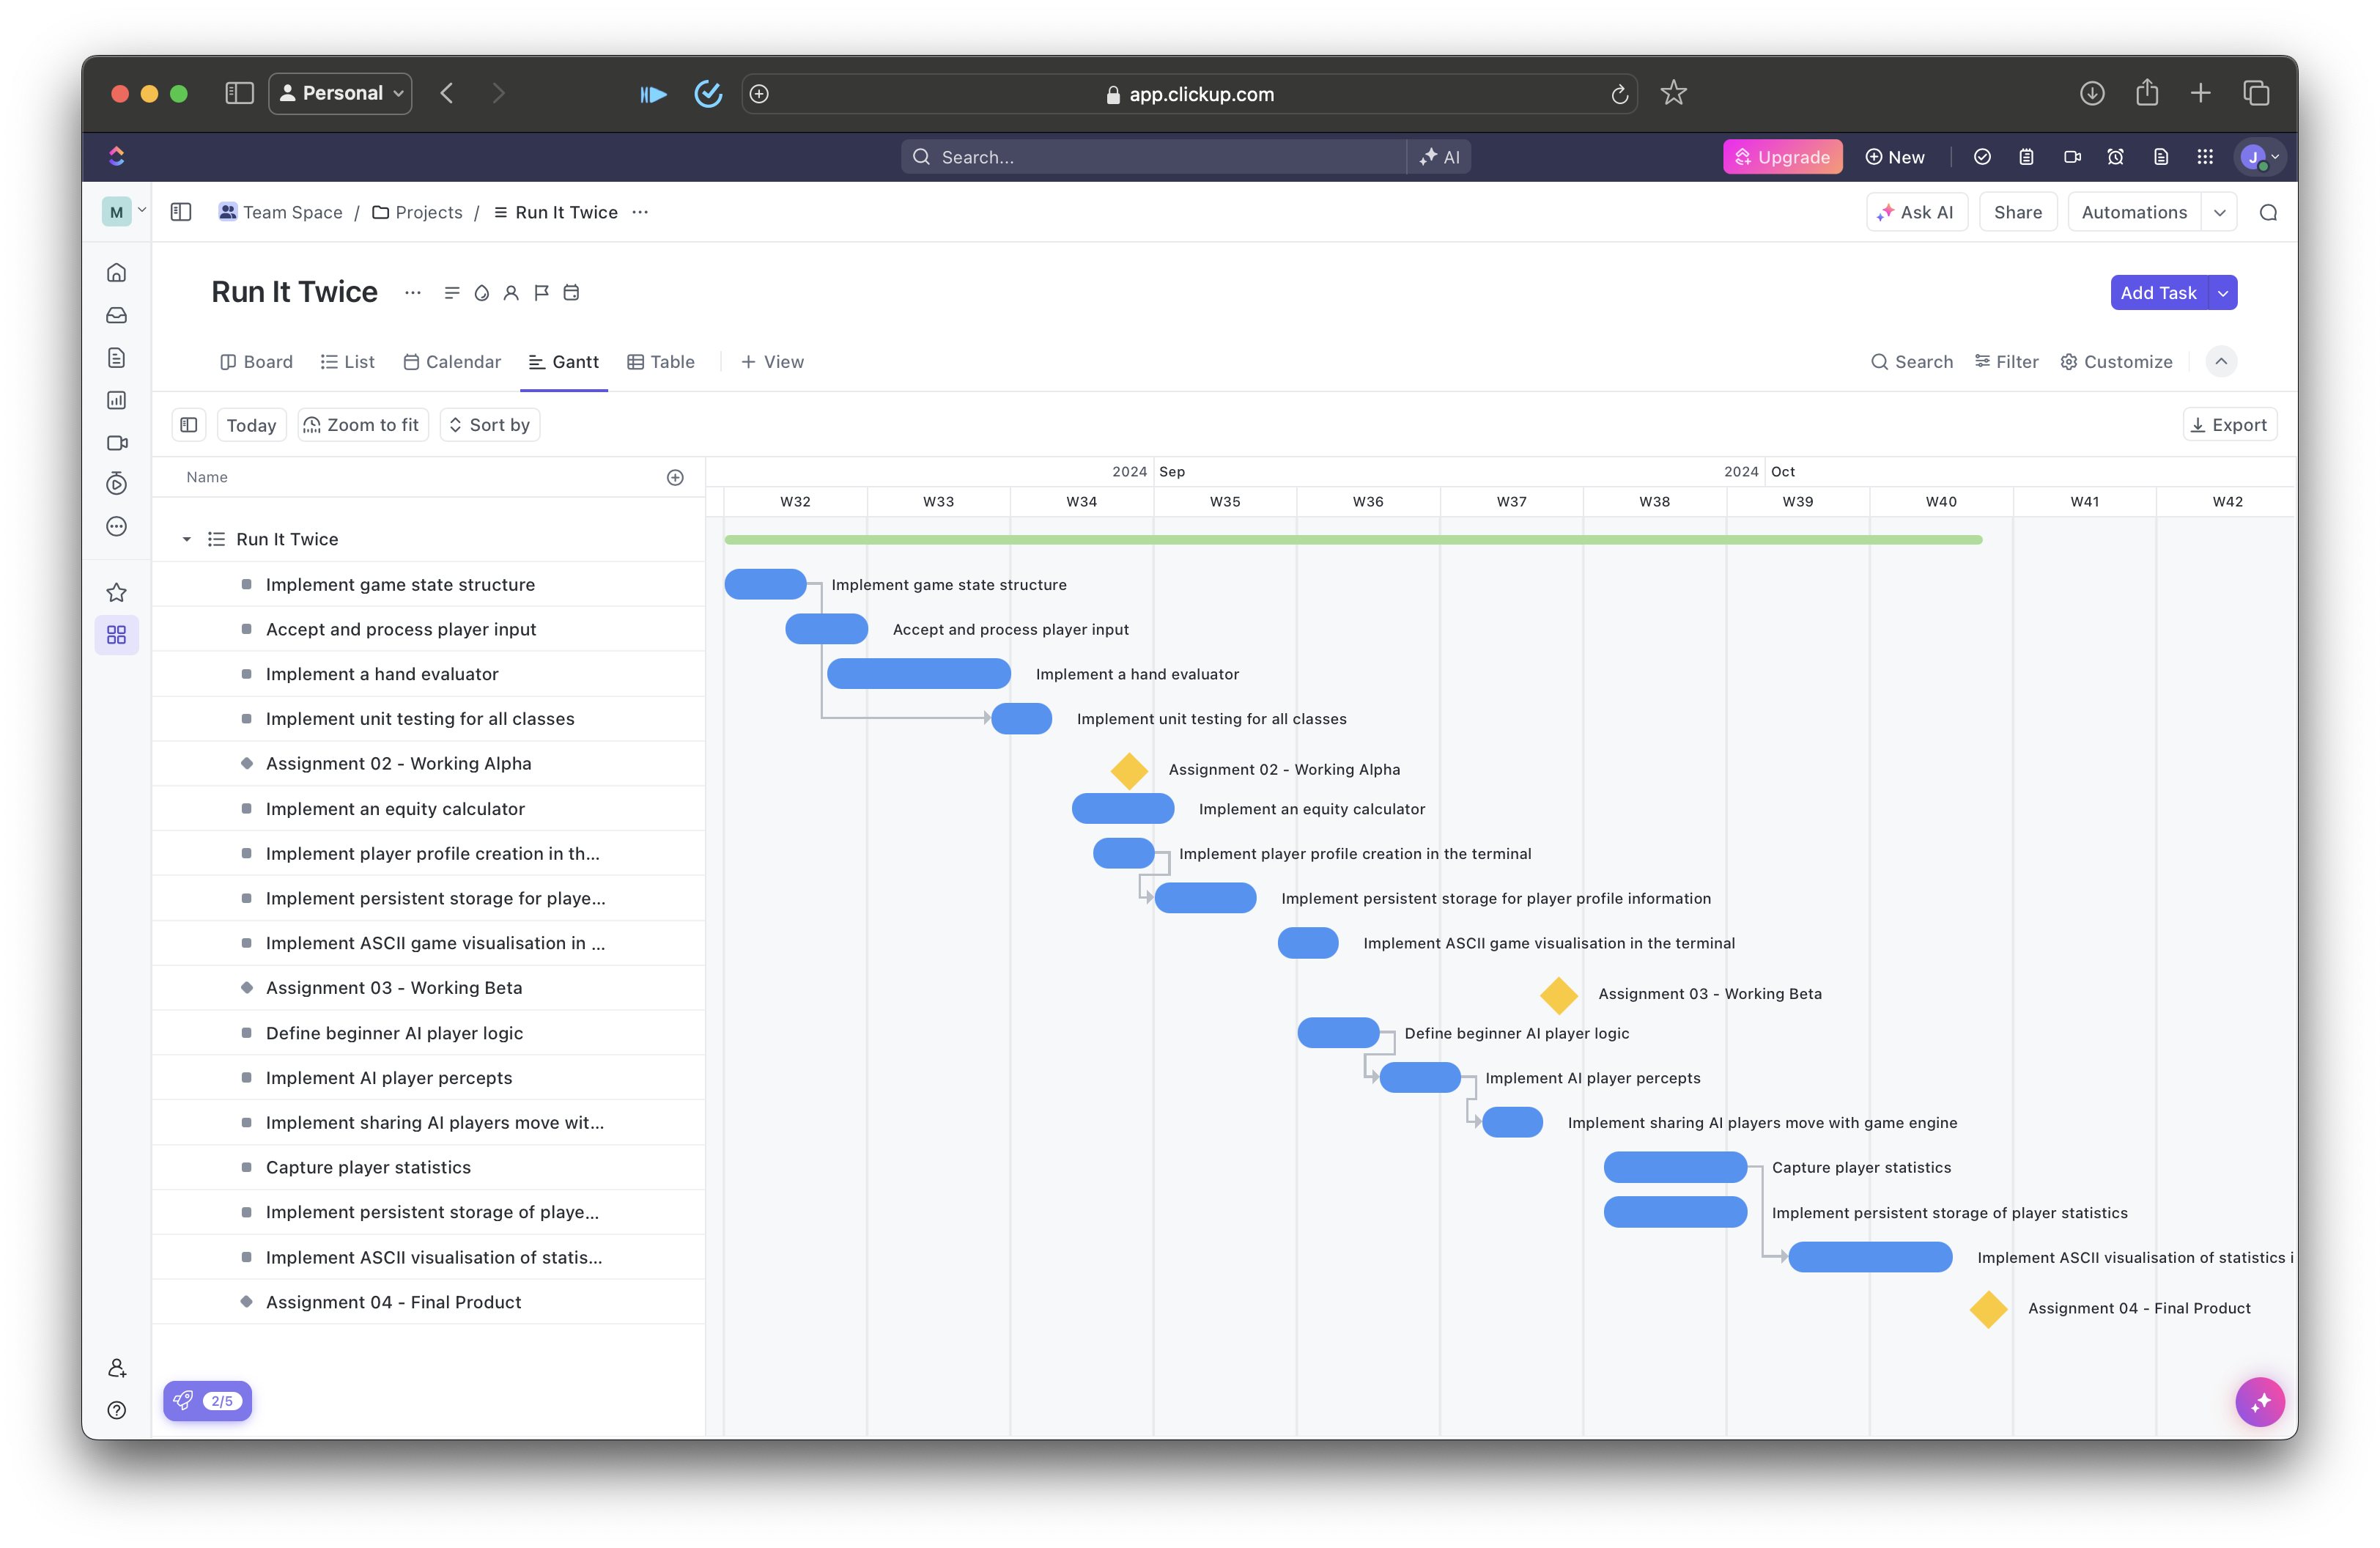 Personal
app.clickup.com
Search...
AI
Upgrade
New
J
M
Team Space / Projects / Run It Twice
Ask AI
Share
Automations
Run It Twice
Add Task
Board
List
Calendar
Gantt
Table
View
Search
Filter
Customize
Today
Zoom to fit
Sort by
Export
Name
2024 Sep
2024 Oct
W32 W33 W34 W35 W36 W37 W38 W39 W40 W41 W42
Run It Twice
Implement game state structure
Implement game state structure
Accept and process player input
Accept and process player input
Implement a hand evaluator
Implement a hand evaluator
Implement unit testing for all classes
Implement unit testing for all classes
Assignment 02 - Working Alpha
Assignment 02 - Working Alpha
Implement an equity calculator
Implement an equity calculator
Implement player profile creation in th...
Implement player profile creation in the terminal
Implement persistent storage for playe...
Implement persistent storage for player profile information
Implement ASCII game visualisation in ...
Implement ASCII game visualisation in the terminal
Assignment 03 - Working Beta
Assignment 03 - Working Beta
Define beginner AI player logic
Define beginner AI player logic
Implement AI player percepts
Implement AI player percepts
Implement sharing AI players move wit...
Implement sharing AI players move with game engine
Capture player statistics
Capture player statistics
Implement persistent storage of playe...
Implement persistent storage of player statistics
Implement ASCII visualisation of statis...
Implement ASCII visualisation of statistics i
Assignment 04 - Final Product
Assignment 04 - Final Product
2/5